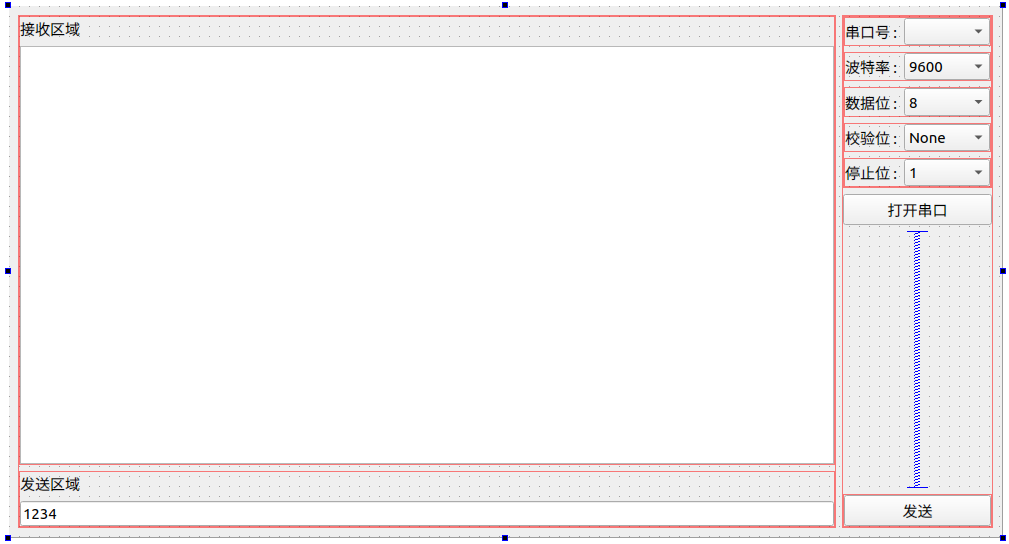 接收区域
串口号：
波特率：9600
数据位：8
校验位：None
停止位：1
打开串口
发送区域
1234
发送